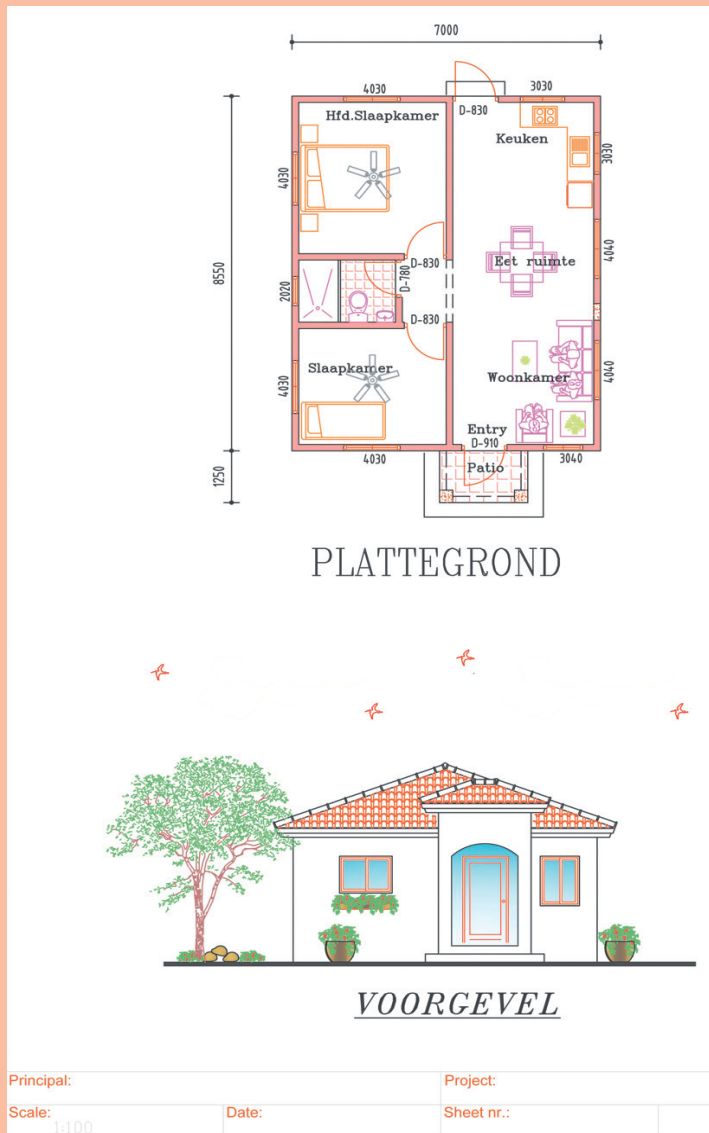 7000
4030
3030
D-830
Hfd.Slaapkamer
Keuken
3030
4030
8550
D-830
Eet ruimte
4040
D-780
2020
D-830
Slaapkamer
Woonkamer
4040
4030
Entry
D-910
4030
3040
Patio
1250
PLATTEGROND
VOORGEVEL
Principal:
Project:
Scale:
1:100
Date:
Sheet nr.: